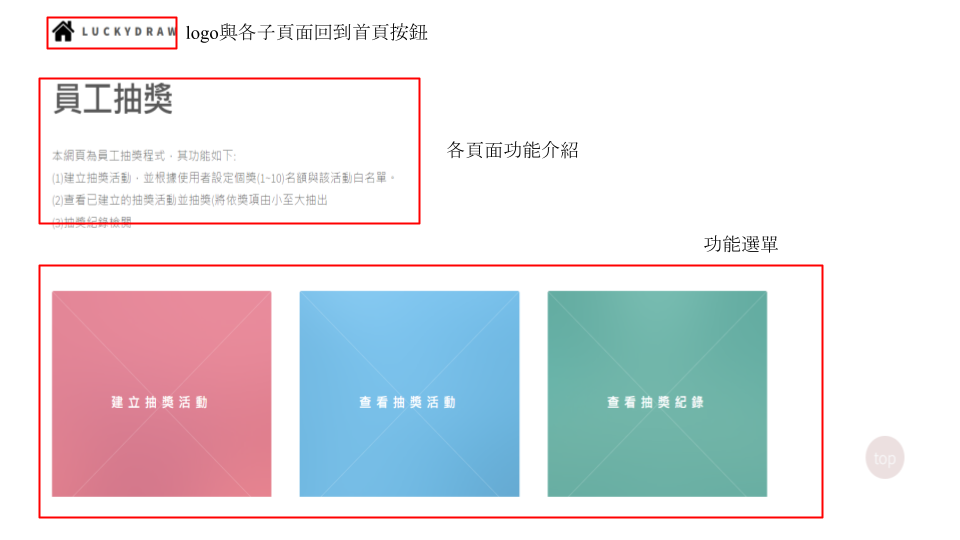 LUCKYDRAW
logo與各子頁面回到首頁按鈕
員工抽獎
各頁面功能介紹
本網頁為員工抽獎程式，其功能如下:
(1)建立抽獎活動，並根據使用者設定個獎(1~10)名額與該活動白名單。
(2)查看已建立的抽獎活動並抽獎(將依獎項由小至大抽出
(3)抽獎紀錄檢閱
功能選單
建立抽獎活動
查看抽獎活動
查看抽獎紀錄
top